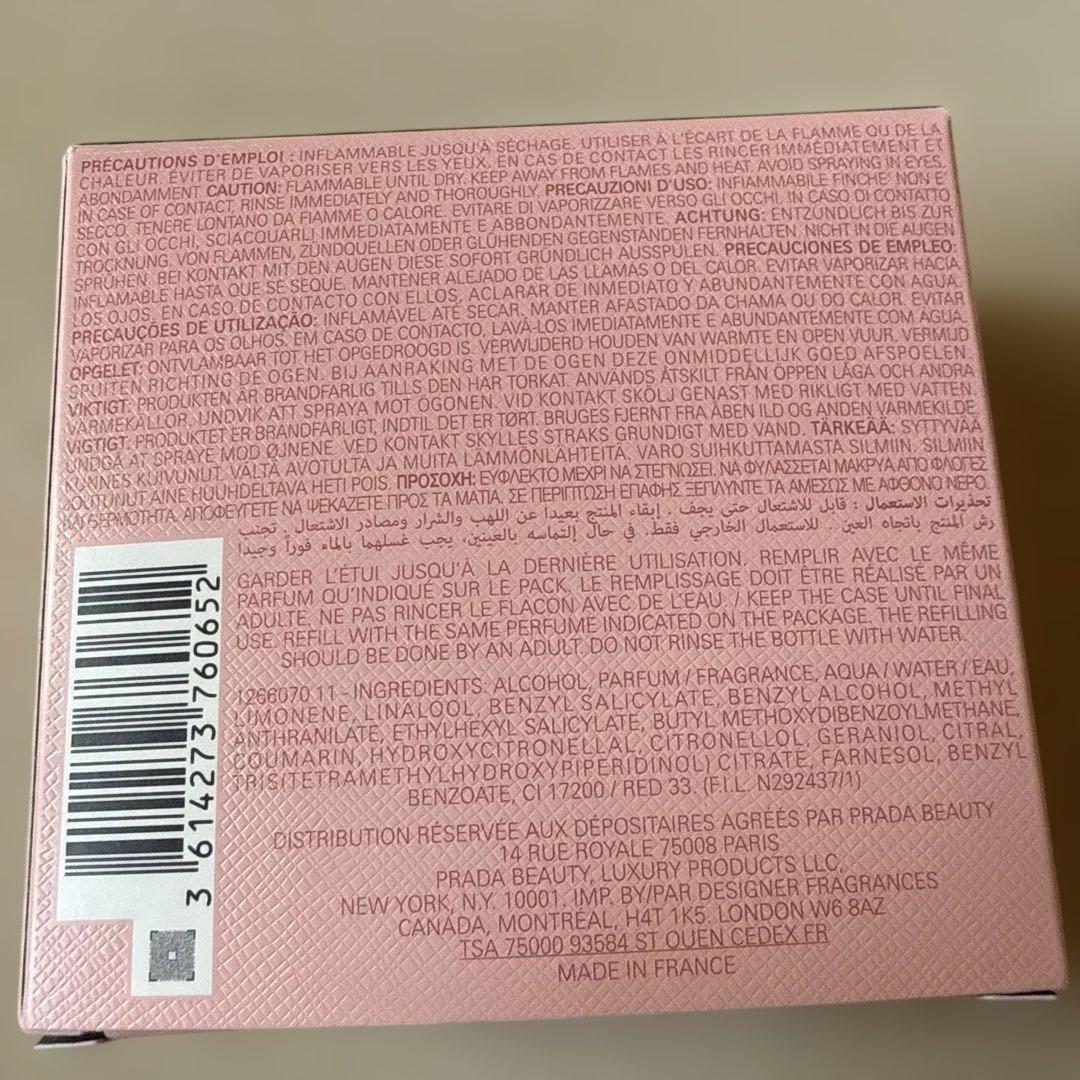 PRÉCAUTIONS D'EMPLOI : INFLAMMABLE JUSQU'À SÉCHAGE. UTILISER À L'ÉCART DE LA FLAMME OU DE LA
CHALEUR. ÉVITER DE VAPORISER VERS LES YEUX. EN CAS DE CONTACT LES RINCER IMMÉDIATEMENT ET
ABONDAMMENT. CAUTION: FLAMMABLE UNTIL DRY. KEEP AWAY FROM FLAMES AND HEAT. AVOID SPRAYING IN EYES.
IN CASE OF CONTACT, RINSE IMMEDIATELY AND THOROUGHLY. PRECAUZIONI D'USO: INFIAMMABILE FINCHE' NON E'
SECCO. TENERE LONTANO DA FIAMME O CALORE. EVITARE DI VAPORIZZARE VERSO GLI OCCHI. IN CASO DI CONTATTO
CON GLI OCCHI, SCIACQUARLI IMMEDIATAMENTE E ABBONDANTEMENTE. ACHTUNG: ENTZÜNDLICH BIS ZUR
TROCKNUNG. VON FLAMMEN, ZÜNDQUELLEN ODER GLÜHENDEN GEGENSTÄNDEN FERNHALTEN. NICHT IN DIE AUGEN
SPRÜHEN. BEI KONTAKT MIT DEN AUGEN DIESE SOFORT GRÜNDLICH AUSSPULEN. PRECAUCIONES DE EMPLEO:
INFLAMABLE HASTA QUE SE SEQUE. MANTENER ALEJADO DE LAS LLAMAS O DEL CALOR. EVITAR VAPORIZAR HACIA
LOS OJOS. EN CASO DE CONTACTO CON ELLOS, ACLARAR DE INMEDIATO Y ABUNDANTEMENTE CON AGUA.
PRECAUCÕES DE UTILIZAÇÃO: INFLAMÁVEL ATÉ SECAR. MANTER AFASTADO DA CHAMA OU DO CALOR. EVITAR
VAPORIZAR PARA OS OLHOS. EM CASO DE CONTACTO, LAVÁ-LOS IMEDIATAMENTE E ABUNDANTEMENTE COM AGUA.
OPGELET: ONTVLAMBAAR TOT HET OPGEDROOGD IS. VERWIJDERD HOUDEN VAN WARMTE EN OPEN VUUR. VERMIJD
SPUITEN RICHTING DE OGEN. BIJ AANRAKING MET DE OGEN DEZE ONMIDDELLIJK GOED AFSPOELEN.
VIKTIGT: PRODUKTEN ÄR BRANDFARLIG TILLS DEN HAR TORKAT. ANVÄNDS ÅTSKILT FRÅN ÖPPEN LÅGA OCH ANDRA
VÄRMEKÄLLOR. UNDVIK ATT SPRAYA MOT ÖGONEN. VID KONTAKT SKÖLJ GENAST MED RIKLIGT MED VATTEN.
VIGTIGT: PRODUKTET ER BRANDFARLIGT, INDTIL DET ER TØRT. BRUGES FJERNT FRA ÅBEN ILD OG ANDEN VARMEKILDE.
UNDGÅ AT SPRAYE MOD ØJNENE. VED KONTAKT SKYLLES STRAKS GRUNDIGT MED VAND. TÄRKEÄÄ: SYTTYVÄÄ
KUNNES KUIVUNUT. VÄLTÄ AVOTULTA JA MUITA LÄMMÖNLÄHTEITÄ. VARO SUIHKUTTAMASTA SILMIIN. SILMIIN
JOUTUNUT AINE HUUHDELTAVA HETI POIS. ΠΡΟΣΟΧΗ: ΕΥΦΛΕΚΤΟ ΜΕΧΡΙ ΝΑ ΣΤΕΓΝΩΣΕΙ, ΝΑ ΦΥΛΑΣΣΕΤΑΙ ΜΑΚΡΥΑ ΑΠΟ ΦΛΟΓΕΣ
ΚΑΙ ΘΕΡΜΟΤΗΤΑ. ΑΠΟΦΕΥΓΕΤΕ ΝΑ ΨΕΚΑΖΕΤΕ ΠΡΟΣ ΤΑ ΜΑΤΙΑ. ΣΕ ΠΕΡΙΠΤΩΣΗ ΕΠΑΦΗΣ ΞΕΠΛΥΝΤΕ ΤΑ ΑΜΕΣΩΣ ΜΕ ΑΦΘΟΝΟ ΝΕΡΟ.
تحذيرات الاستعمال : قابل للاشتعال حتى يجف . إبقاء المنتج بعيدا عن اللهب والشرار ومصادر الاشتعال . تجنب
رش المنتج باتجاه العين . للاستعمال الخارجي فقط. في حال إلتماسه بالعينين، يجب غسلهما بالماء فوراً وجيداً
GARDER L'ÉTUI JUSQU'À LA DERNIÈRE UTILISATION. REMPLIR AVEC LE MÊME
PARFUM QU'INDIQUÉ SUR LE PACK. LE REMPLISSAGE DOIT ÊTRE RÉALISÉ PAR UN
ADULTE. NE PAS RINCER LE FLACON AVEC DE L'EAU. / KEEP THE CASE UNTIL FINAL
USE. REFILL WITH THE SAME PERFUME INDICATED ON THE PACKAGE. THE REFILLING
SHOULD BE DONE BY AN ADULT. DO NOT RINSE THE BOTTLE WITH WATER.
1266070 11 - INGREDIENTS: ALCOHOL, PARFUM / FRAGRANCE, AQUA / WATER / EAU,
LIMONENE, LINALOOL, BENZYL SALICYLATE, BENZYL ALCOHOL, METHYL
ANTHRANILATE, ETHYLHEXYL SALICYLATE, BUTYL METHOXYDIBENZOYLMETHANE,
COUMARIN, HYDROXYCITRONELLAL, CITRONELLOL, GERANIOL, CITRAL,
TRIS(TETRAMETHYLHYDROXYPIPERIDINOL) CITRATE, FARNESOL, BENZYL
BENZOATE, CI 17200 / RED 33. (F.I.L. N292437/1)
DISTRIBUTION RÉSERVÉE AUX DÉPOSITAIRES AGRÉÉS PAR PRADA BEAUTY
14 RUE ROYALE 75008 PARIS
PRADA BEAUTY, LUXURY PRODUCTS LLC,
NEW YORK, N.Y. 10001. IMP. BY/PAR DESIGNER FRAGRANCES
CANADA, MONTRÉAL, H4T 1K5. LONDON W6 8AZ
TSA 75000 93584 ST OUEN CEDEX FR
MADE IN FRANCE
3 614273 760652